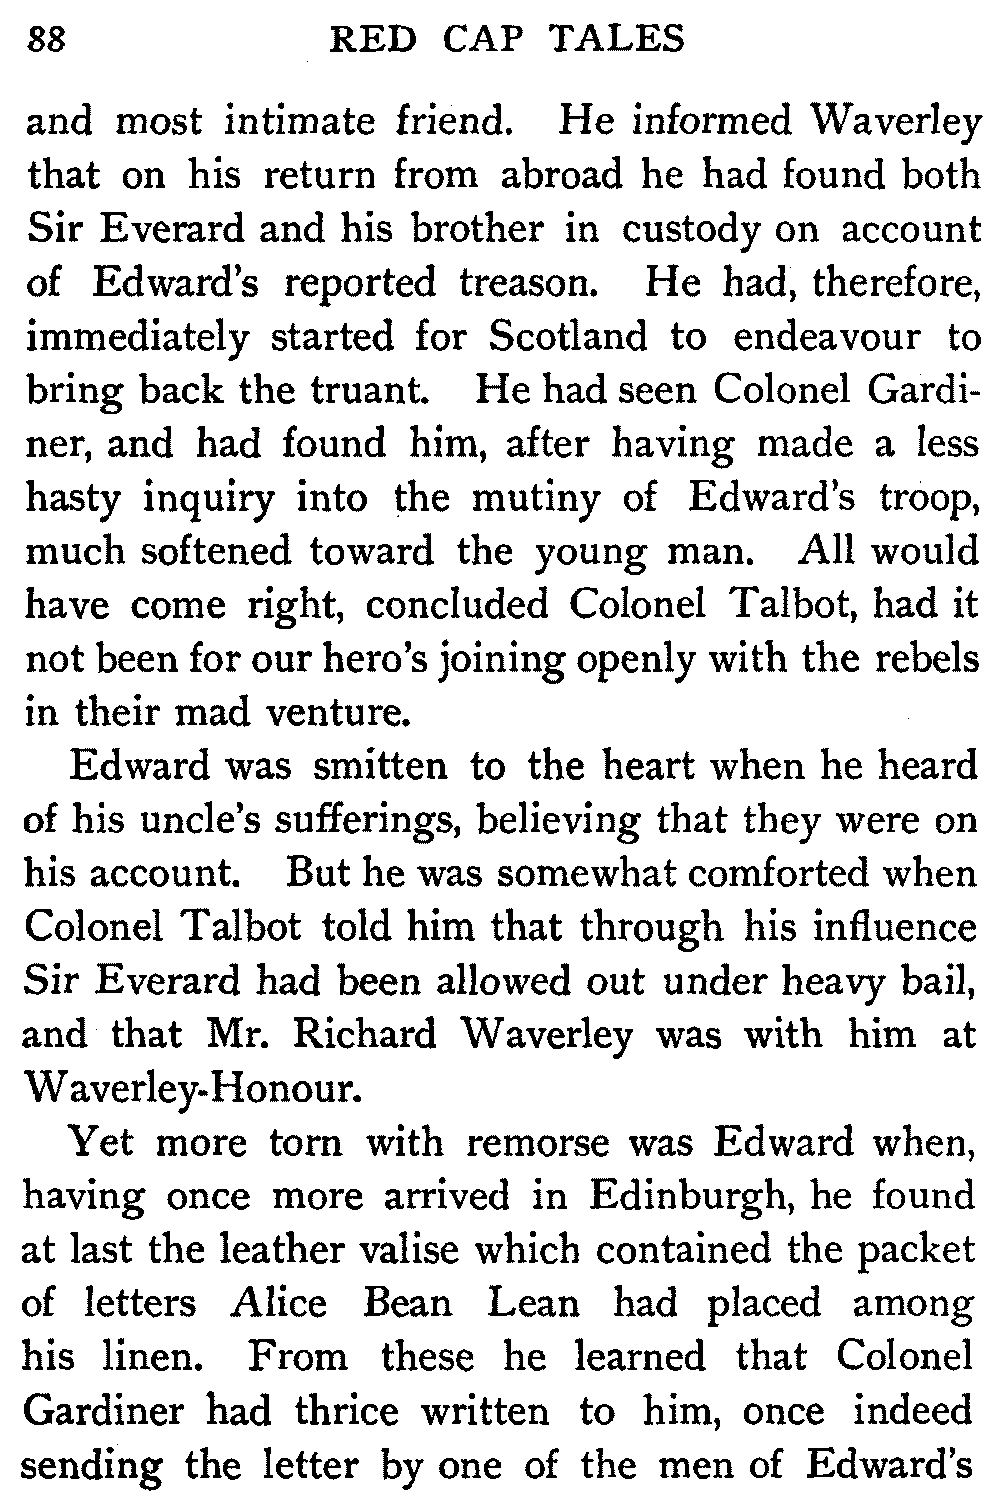 88 RED CAP TALES
and most intimate friend. He informed Waverley
that on his return from abroad he had found both
Sir Everard and his brother in custody on account
of Edward's reported treason. He had, therefore,
immediately started for Scotland to endeavour to
bring back the truant. He had seen Colonel Gardi-
ner, and had found him, after having made a less
hasty inquiry into the mutiny of Edward's troop,
much softened toward the young man. All would
have come right, concluded Colonel Talbot, had it
not been for our hero's joining openly with the rebels
in their mad venture.
Edward was smitten to the heart when he heard
of his uncle's sufferings, believing that they were on
his account. But he was somewhat comforted when
Colonel Talbot told him that through his influence
Sir Everard had been allowed out under heavy bail,
and that Mr. Richard Waverley was with him at
Waverley-Honour.
Yet more torn with remorse was Edward when,
having once more arrived in Edinburgh, he found
at last the leather valise which contained the packet
of letters Alice Bean Lean had placed among
his linen. From these he learned that Colonel
Gardiner had thrice written to him, once indeed
sending the letter by one of the men of Edward's